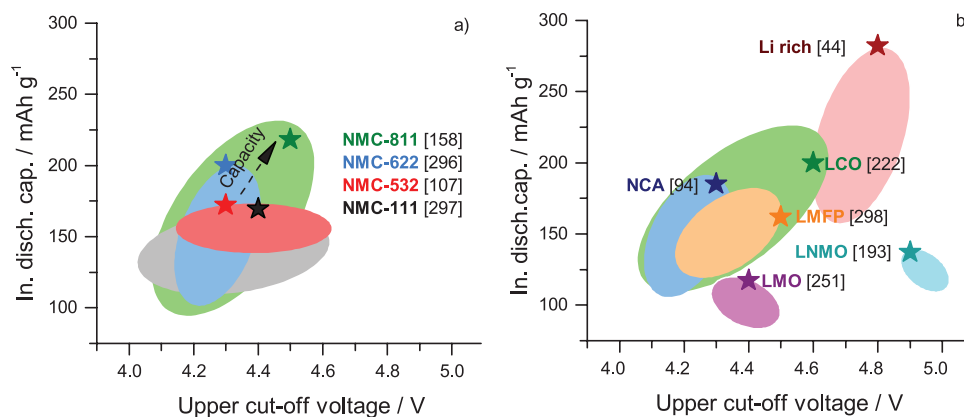 a)
In. disch. cap. / mAh g⁻¹
300
250
200
150
100
Capacity
NMC-811 [158]
NMC-622 [296]
NMC-532 [107]
NMC-111 [297]
4.0 4.2 4.4 4.6 4.8 5.0
Upper cut-off voltage / V
b
In. disch.cap. / mAh g⁻¹
300
250
200
150
100
Li rich [44]
LCO [222]
NCA [94]
LMFP [298]
LNMO [193]
LMO [251]
4.0 4.2 4.4 4.6 4.8 5.0
Upper cut-off voltage / V